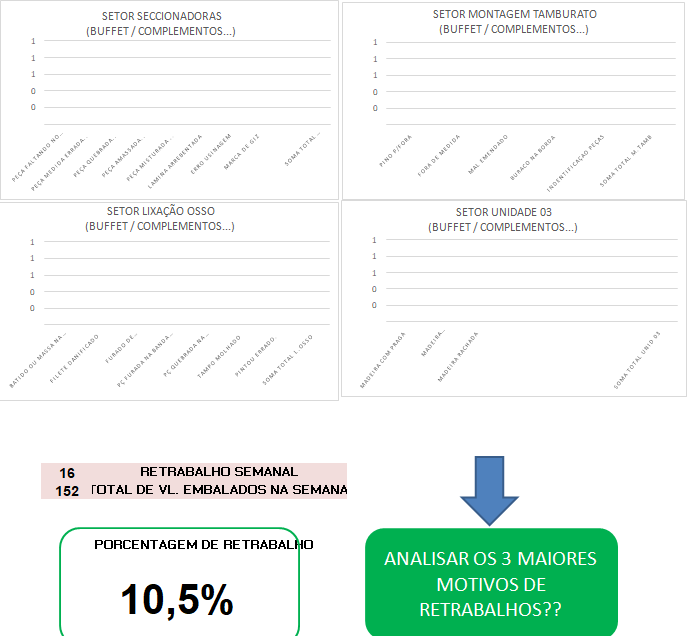 SETOR SECCIONADORAS
(BUFFET / COMPLEMENTOS...)
1
1
1
0
0
PEÇA FALTANDO NO...
PEÇA MEDIDA ERRADA...
PEÇA QUEBRADA...
PEÇA AMASSADA...
PEÇA MISTURADA...
LAMINA ARREBENTADA
ERRO USINAGEM
MARCA DE GIZ
SOMA TOTAL...
SETOR MONTAGEM TAMBURATO
(BUFFET / COMPLEMENTOS...)
1
1
1
0
0
PINO P/FORA
FORA DE MEDIDA
MAL EMENDADO
BURACO NA BORDA
INDENTIFICAÇÃO PEÇAS
SOMA TOTAL M.TAMB
SETOR LIXAÇÃO OSSO
(BUFFET / COMPLEMENTOS...)
1
1
1
0
0
BATIDO OU MASSA NA...
FILETE DANIFICADO
FURADO DE...
PÇ FURADA NA BANDA...
PÇ QUEBRADA NA...
TAMPO MOLHADO
PINTOU ERRADO
SOMA TOTAL L.OSSO
SETOR UNIDADE 03
(BUFFET / COMPLEMENTOS...)
1
1
1
0
0
MADEIRA COM PRAGA
MADEIRA...
MADEIRA RACHADA
SOMA TOTAL UNID 03
16 RETRABALHO SEMANAL
152 TOTAL DE VL. EMBALADOS NA SEMANA
PORCENTAGEM DE RETRABALHO
10,5%
ANALISAR OS 3 MAIORES
MOTIVOS DE
RETRABALHOS??